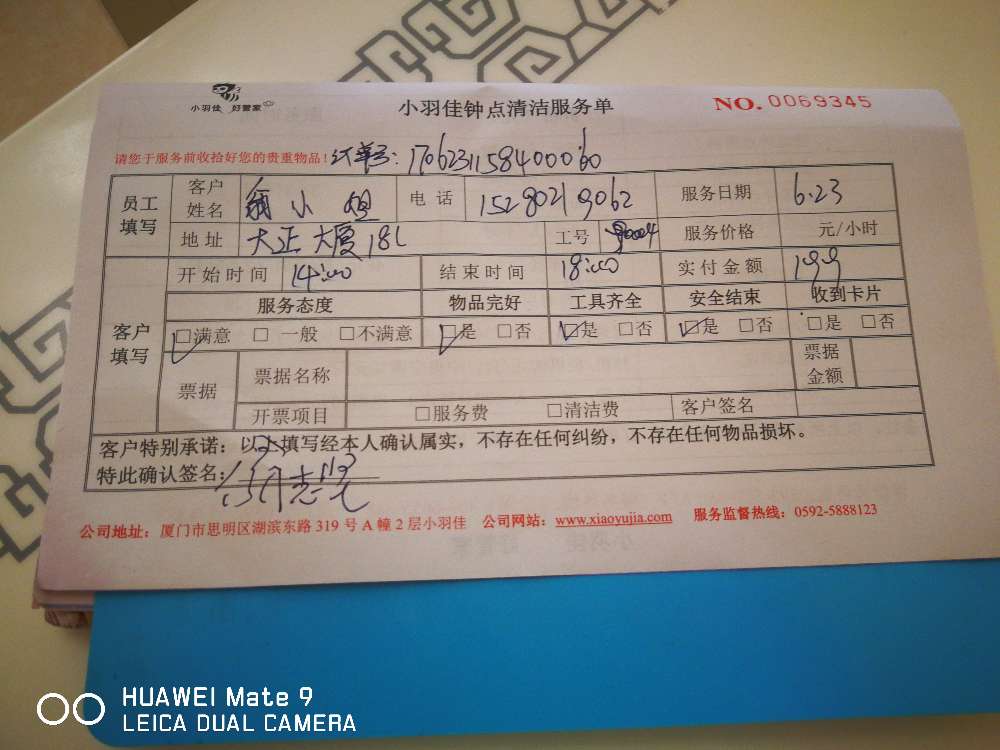 小羽佳 好管家
小羽佳钟点清洁服务单
NO. 0069345
请您于服务前收拾好您的贵重物品! 订单号: 17062311584000060
员工填写 客户姓名 小姐 电话 15280219062 服务日期 6.23
地址 大正大厦18L 工号 服务价格 元/小时
客户填写 开始时间 14:00 结束时间 18:00 实付金额 199
服务态度 物品完好 工具齐全 安全结束 收到卡片
☑满意 □一般 □不满意 ☑是 □否 ☑是 □否 ☑是 □否 □是 □否
票据 票据名称 票据金额
开票项目 □服务费 □清洁费 客户签名
客户特别承诺:以上填写经本人确认属实,不存在任何纠纷,不存在任何物品损坏。
特此确认签名:
公司地址:厦门市思明区湖滨东路 319 号 A 幢 2 层小羽佳 公司网站:www.xiaoyujia.com 服务监督热线:0592-5888123
HUAWEI Mate 9
LEICA DUAL CAMERA